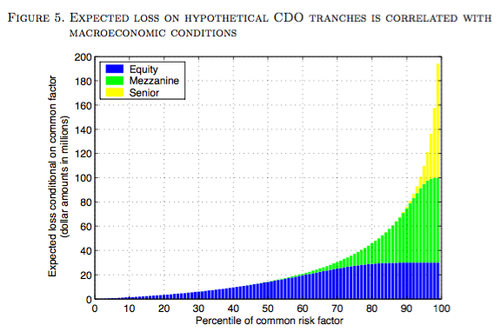 FIGURE 5. EXPECTED LOSS ON HYPOTHETICAL CDO TRANCHES IS CORRELATED WITH
MACROECONOMIC CONDITIONS
200
180
160
140
120
100
80
60
40
20
0
Equity
Mezzanine
Senior
Expected loss conditional on common factor
(dollar amounts in millions)
0 10 20 30 40 50 60 70 80 90 100
Percentile of common risk factor